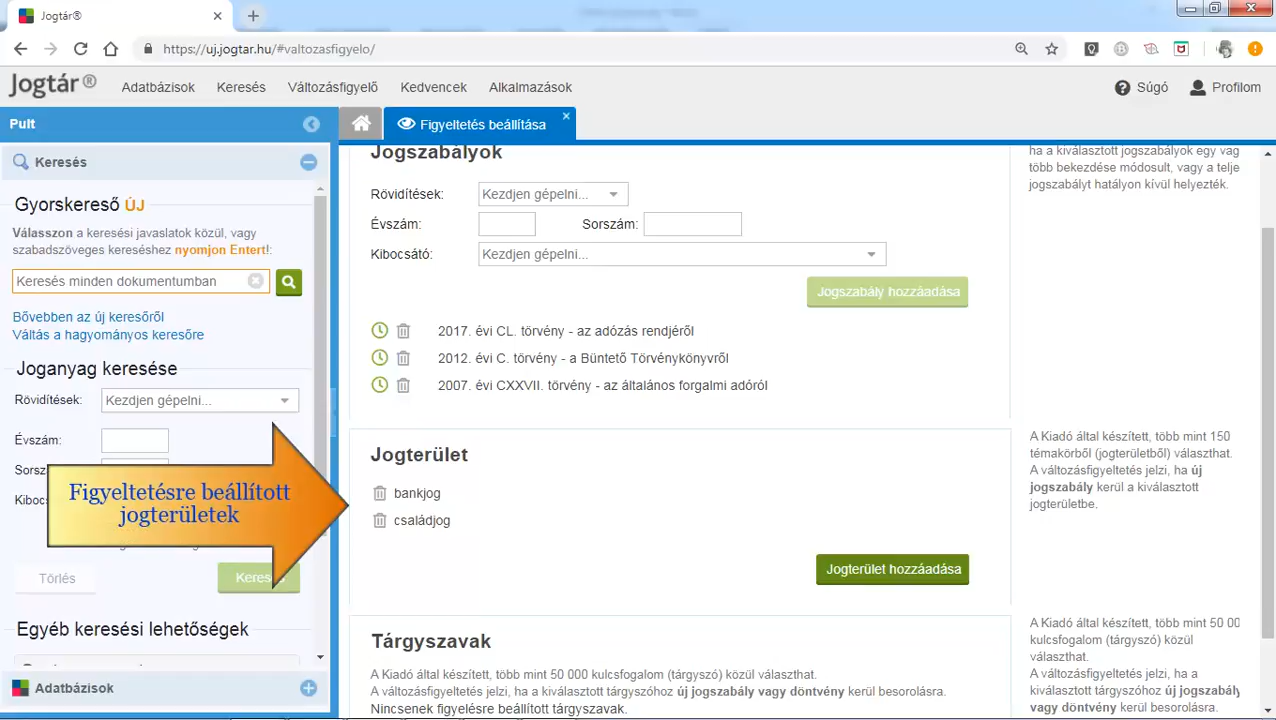 Jogtár®
https://uj.jogtar.hu/#valtozasfigyelo/
Jogtár®
Adatbázisok Keresés Változásfigyelő Kedvencek Alkalmazások Súgó Profilom
Pult
Figyeltetés beállítása
Keresés
Gyorskereső ÚJ
Válasszon a keresési javaslatok közül, vagy
szabadszöveges kereséshez nyomjon Entert!:
Keresés minden dokumentumban
Bővebben az új keresőről
Váltás a hagyományos keresőre
Joganyag keresése
Rövidítések: Kezdjen gépelni...
Évszám:
Figyeltetésre beállított
jogterületek
Törlés
Egyéb keresési lehetőségek
Adatbázisok
Jogszabályok
Rövidítések: Kezdjen gépelni...
Évszám: Sorszám:
Kibocsátó: Kezdjen gépelni...
Jogszabály hozzáadása
2017. évi CL. törvény - az adózás rendjéről
2012. évi C. törvény - a Büntető Törvénykönyvről
2007. évi CXXVII. törvény - az általános forgalmi adóról
Jogterület
bankjog
családjog
Jogterület hozzáadása
Tárgyszavak
A Kiadó által készített, több mint 50 000 kulcsfogalom (tárgyszó) közül választhat.
A változásfigyeltetés jelzi, ha a kiválasztott tárgyszóhoz új jogszabály vagy döntvény kerül besorolásra.
Nincsenek figyelésre beállított tárgyszavak.
ha a kiválasztott jogszabályok egy vag
több bekezdése módosult, vagy a telje
jogszabályt hatályon kívül helyezték.
A Kiadó által készített, több mint 150
témakörből (jogterületből) választhat.
A változásfigyeltetés jelzi, ha új
jogszabály kerül a kiválasztott
jogterületbe.
A Kiadó által készített, több mint 50 00
kulcsfogalom (tárgyszó) közül
választhat.
A változásfigyeltetés jelzi, ha a
kiválasztott tárgyszóhoz új jogszabály
vagy döntvény kerül besorolásra.